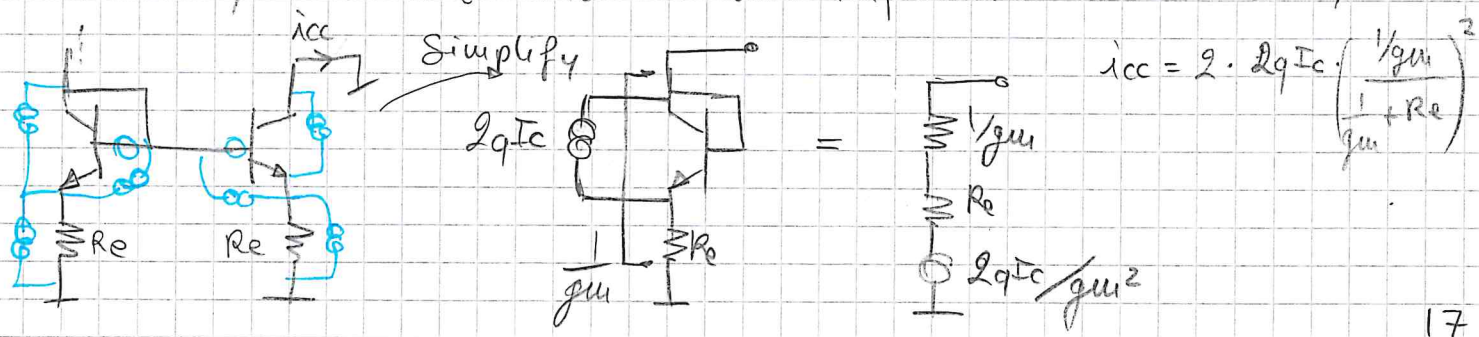 icc
Simplify
icc = 2 · 2qIc · ( (1/gm) / (1/gm + Re) )²
2qIc
=
1/gm
Re
Re
Re
Re
1/gm
2qIc/gm²
17